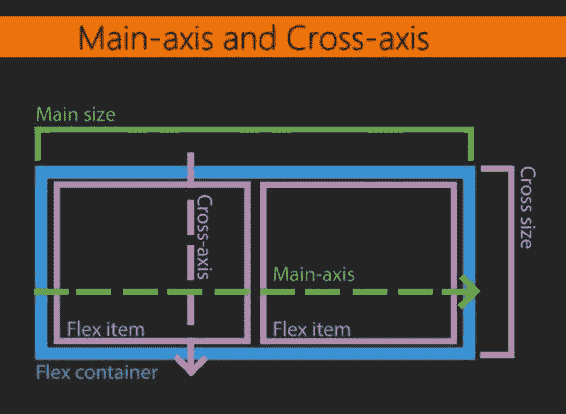 Main-axis and Cross-axis
Main size
Cross size
Cross-axis
Main-axis
Flex item
Flex item
Flex container